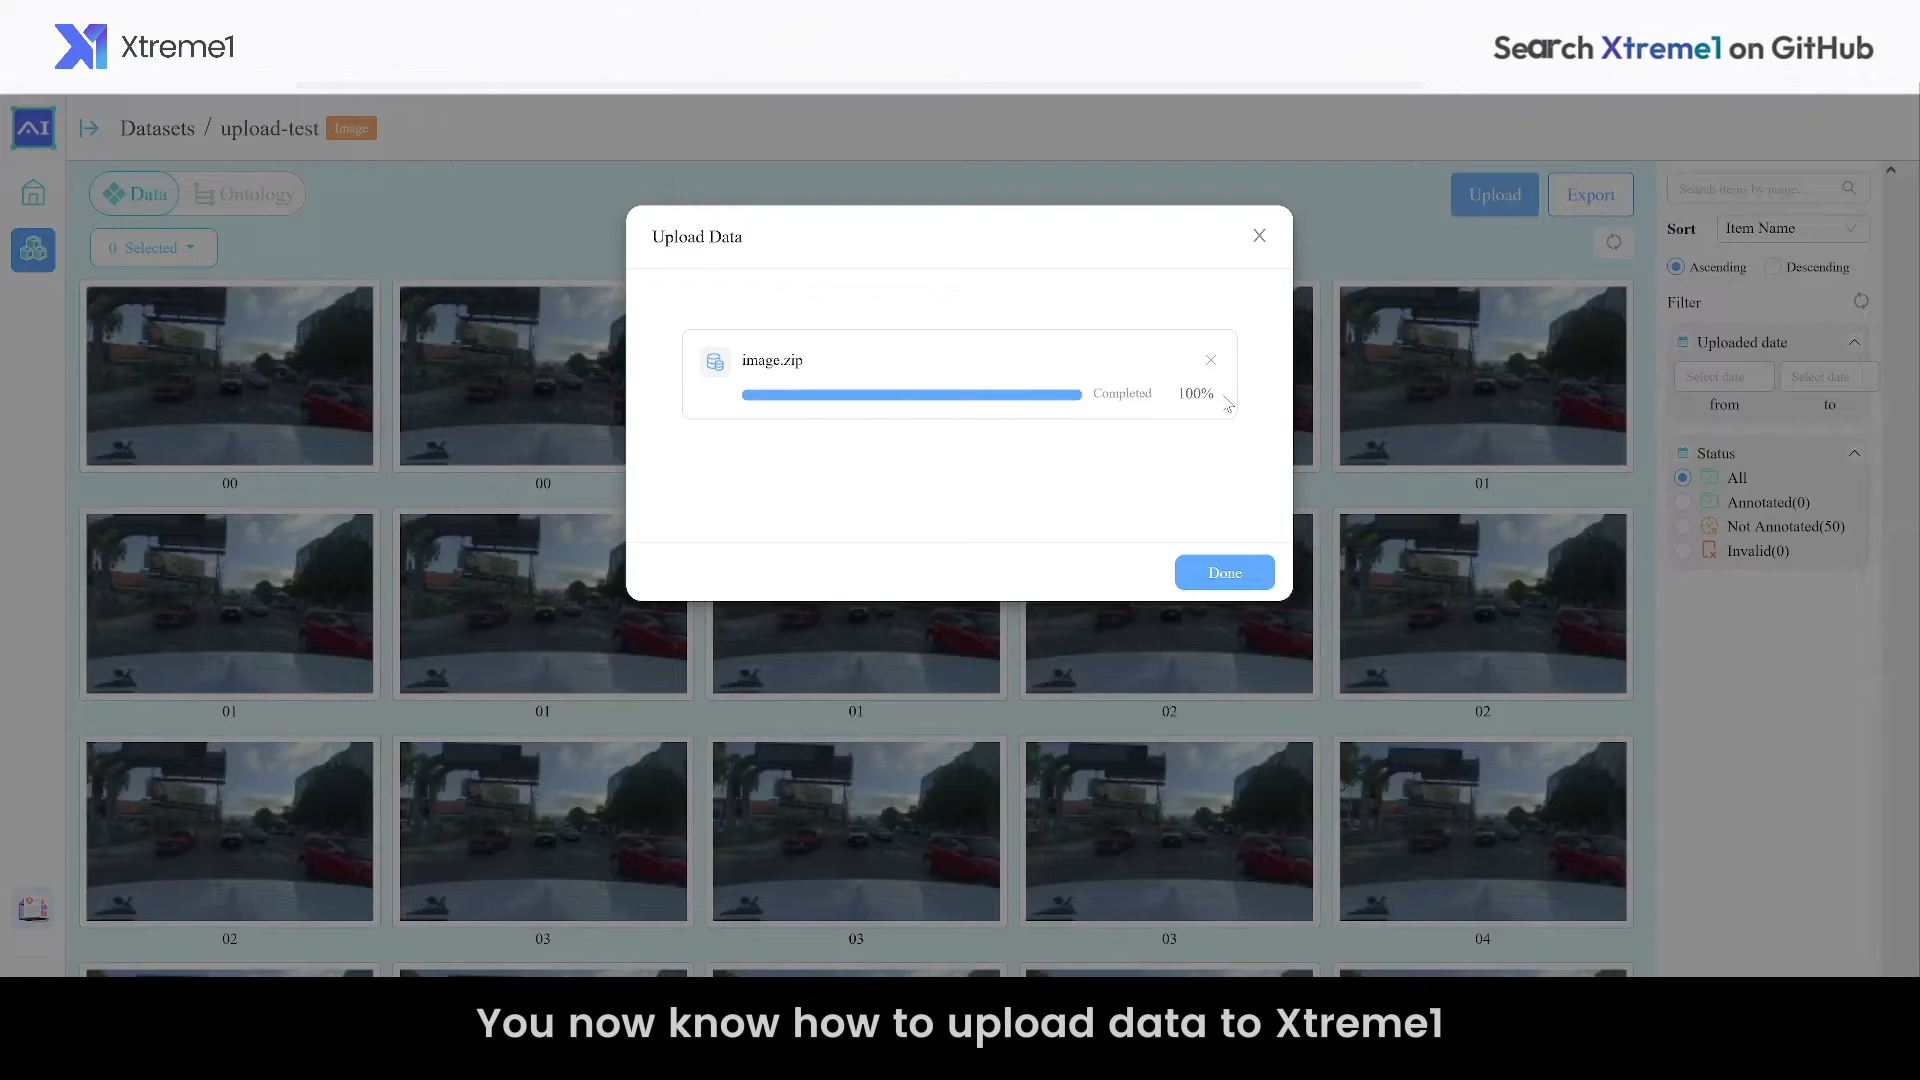 Xtreme1
Search Xtreme1 on GitHub
Datasets / upload-test Image
Data
Ontology
Upload
Export
0 Selected
Search items by name...
Sort
Item Name
Ascending
Descending
Filter
Uploaded date
Select date
Select date
from
to
Status
All
Annotated(0)
Not Annotated(50)
Invalid(0)
Upload Data
image.zip
Completed
100%
Done
00
00
01
01
01
01
02
02
02
03
03
03
04
You now know how to upload data to Xtreme1